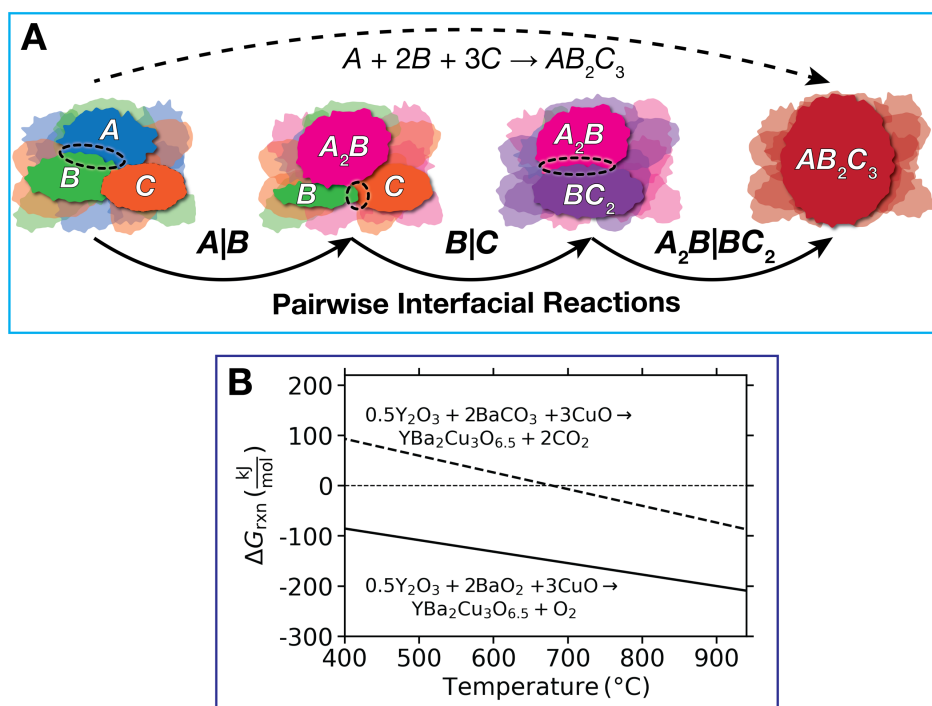 A
A + 2B + 3C → AB₂C₃
A
B
C
A₂B
B
C
A₂B
BC₂
AB₂C₃
A|B
B|C
A₂B|BC₂
Pairwise Interfacial Reactions
B
200
100
0
-100
-200
-300
ΔG_rxn (kJ/mol)
0.5Y₂O₃ + 2BaCO₃ +3CuO→
YBa₂Cu₃O₆.₅ + 2CO₂
0.5Y₂O₃ + 2BaO₂ +3CuO→
YBa₂Cu₃O₆.₅ + O₂
400 500 600 700 800 900
Temperature (°C)